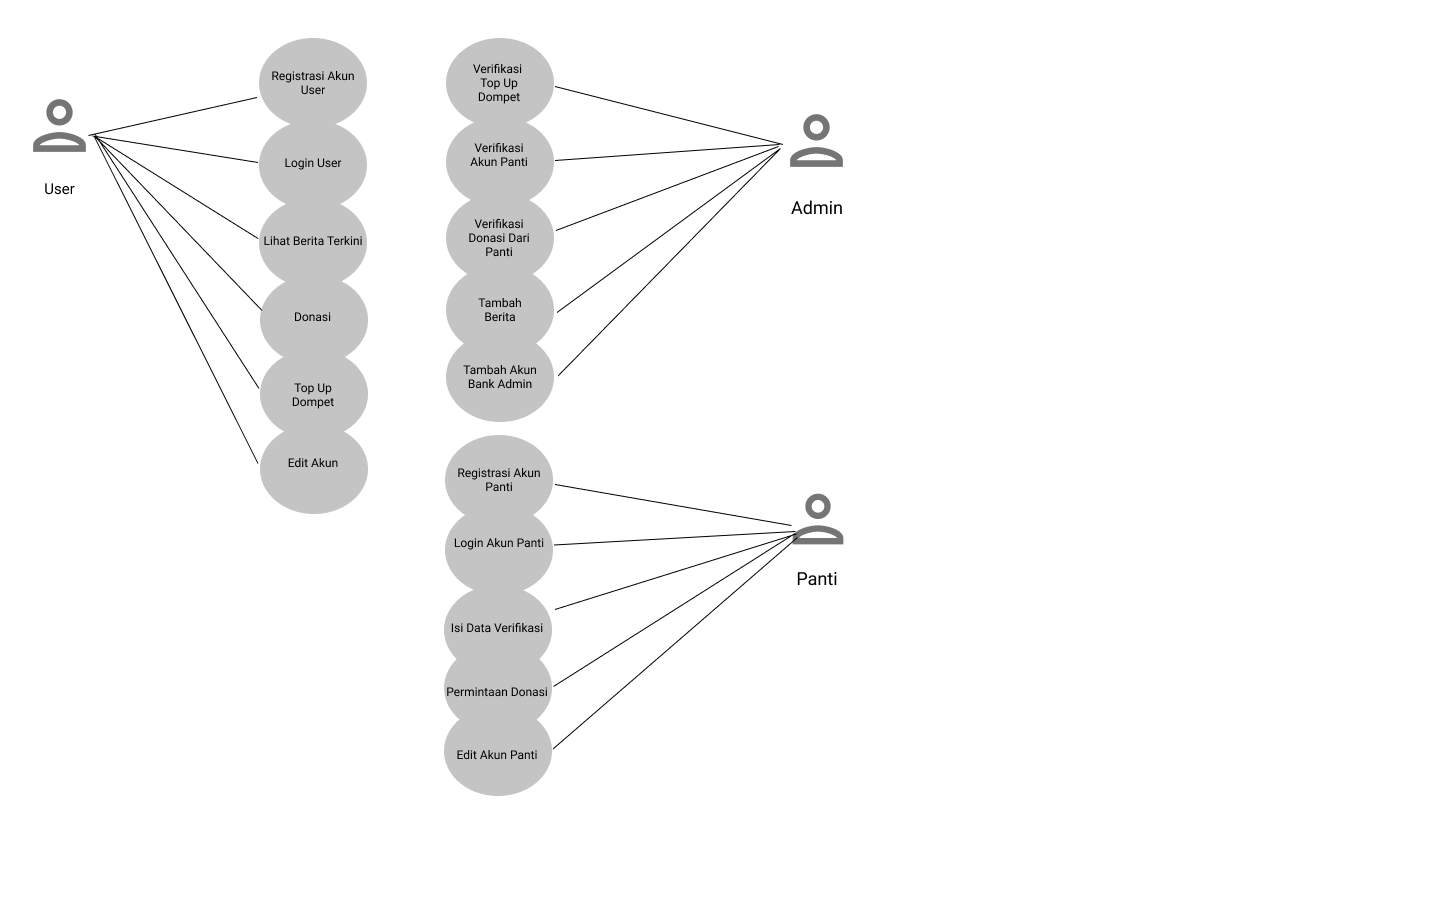 User
Registrasi Akun
User
Login User
Lihat Berita Terkini
Donasi
Top Up
Dompet
Edit Akun
Verifikasi
Top Up
Dompet
Verifikasi
Akun Panti
Verifikasi
Donasi Dari
Panti
Tambah
Berita
Tambah Akun
Bank Admin
Admin
Registrasi Akun
Panti
Login Akun Panti
Isi Data Verifikasi
Permintaan Donasi
Edit Akun Panti
Panti